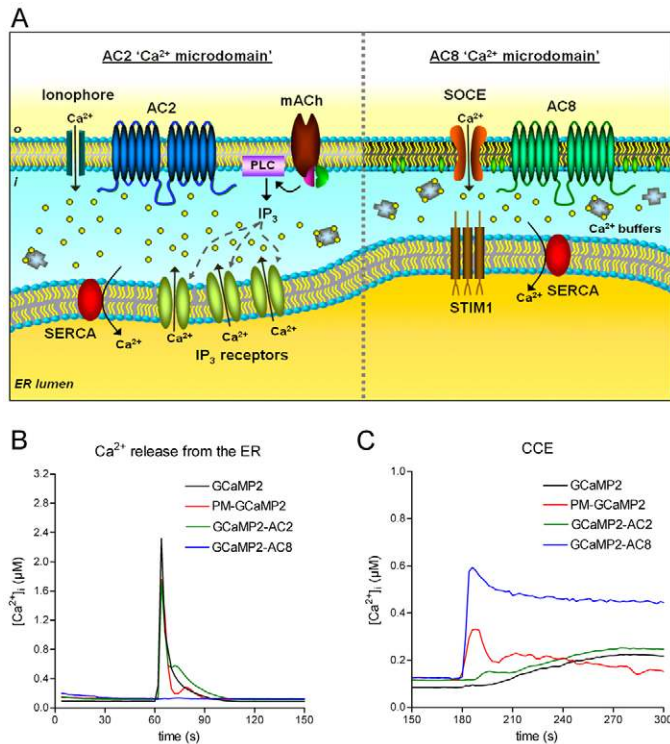 A
AC2 ‘Ca²⁺ microdomain’
AC8 ‘Ca²⁺ microdomain’
Ionophore
Ca²⁺
AC2
mACh
SOCE
Ca²⁺
AC8
o
i
PLC
IP₃
Ca²⁺ buffers
SERCA
Ca²⁺
Ca²⁺
Ca²⁺
Ca²⁺
IP₃ receptors
STIM1
Ca²⁺
SERCA
ER lumen
B
Ca²⁺ release from the ER
GCaMP2
PM-GCaMP2
GCaMP2-AC2
GCaMP2-AC8
[Ca²⁺]i (µM)
3.2
2.8
2.4
2.0
1.6
1.2
0.8
0.4
0.0
0 30 60 90 120 150
time (s)
C
CCE
GCaMP2
PM-GCaMP2
GCaMP2-AC2
GCaMP2-AC8
[Ca²⁺]i (µM)
1.0
0.8
0.6
0.4
0.2
0.0
150 180 210 240 270 300
time (s)